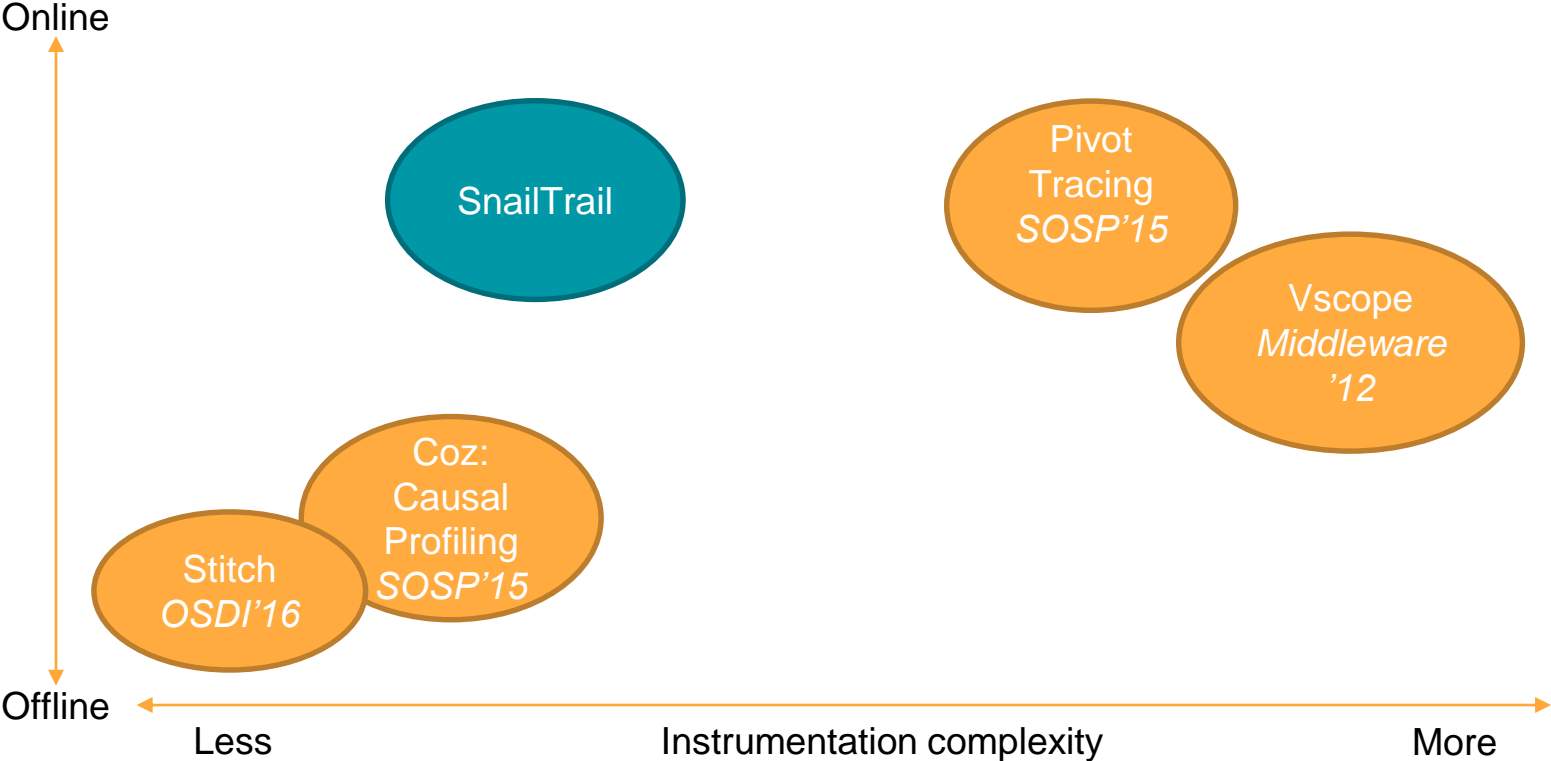 Online
SnailTrail
Pivot
Tracing
SOSP’15
Vscope
Middleware
’12
Coz:
Causal
Profiling
SOSP’15
Stitch
OSDI’16
Offline
Less
Instrumentation complexity
More